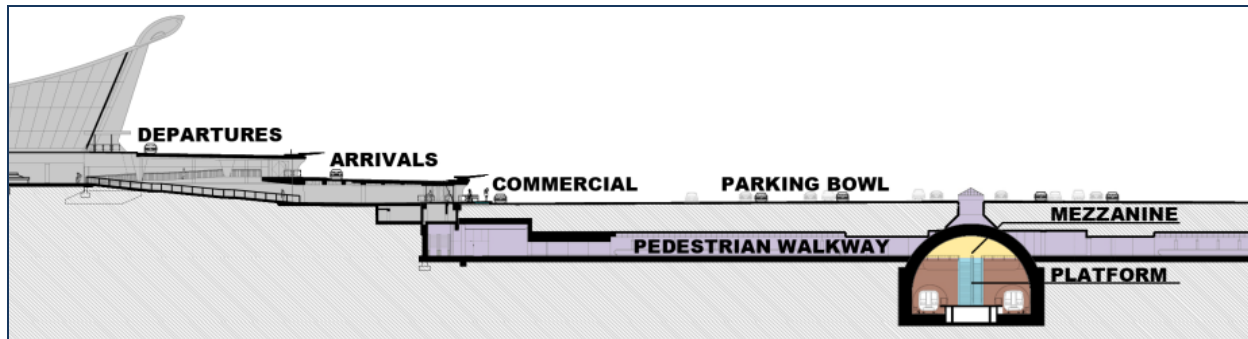 DEPARTURES
ARRIVALS
COMMERCIAL
PARKING BOWL
MEZZANINE
PEDESTRIAN WALKWAY
PLATFORM